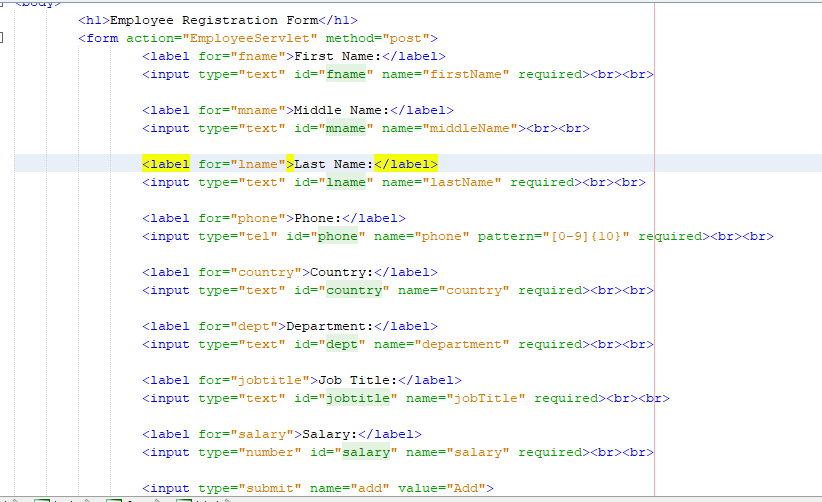 <body>
<h1>Employee Registration Form</h1>
<form action="EmployeeServlet" method="post">
<label for="fname">First Name:</label>
<input type="text" id="fname" name="firstName" required><br><br>
<label for="mname">Middle Name:</label>
<input type="text" id="mname" name="middleName"><br><br>
<label for="lname">Last Name:</label>
<input type="text" id="lname" name="lastName" required><br><br>
<label for="phone">Phone:</label>
<input type="tel" id="phone" name="phone" pattern="[0-9]{10}" required><br><br>
<label for="country">Country:</label>
<input type="text" id="country" name="country" required><br><br>
<label for="dept">Department:</label>
<input type="text" id="dept" name="department" required><br><br>
<label for="jobtitle">Job Title:</label>
<input type="text" id="jobtitle" name="jobTitle" required><br><br>
<label for="salary">Salary:</label>
<input type="number" id="salary" name="salary" required><br><br>
<input type="submit" name="add" value="Add">